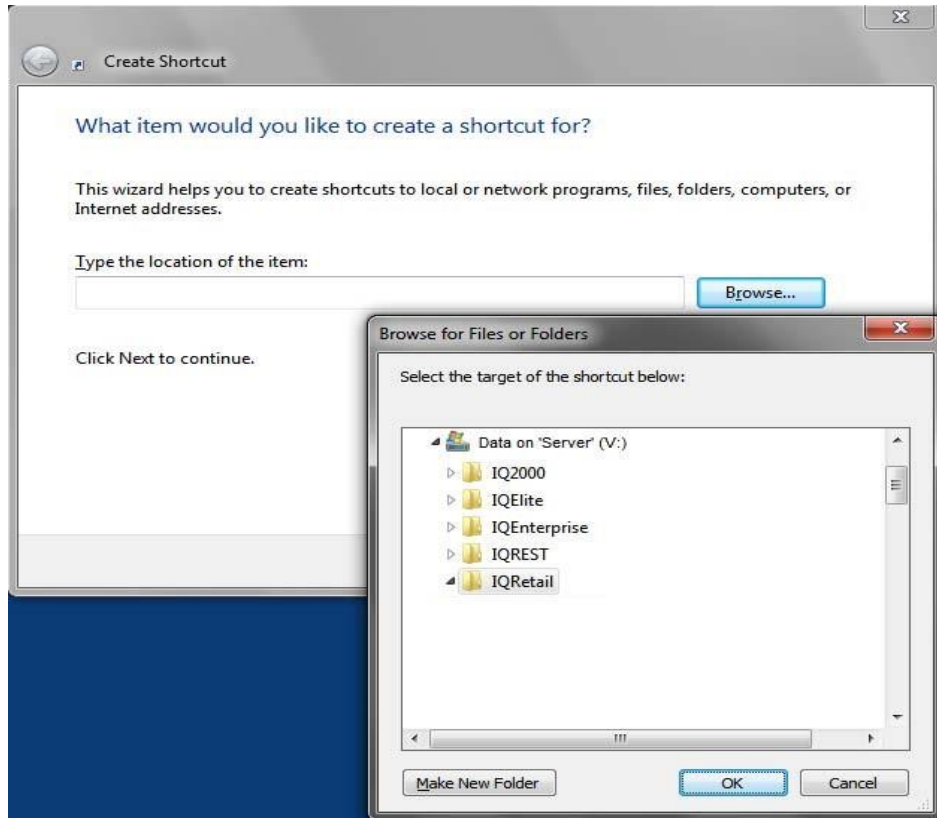 Create Shortcut
What item would you like to create a shortcut for?
This wizard helps you to create shortcuts to local or network programs, files, folders, computers, or
Internet addresses.
Type the location of the item:
Browse...
Click Next to continue.
Browse for Files or Folders
Select the target of the shortcut below:
Data on 'Server' (V:)
IQ2000
IQElite
IQEnterprise
IQREST
IQRetail
Make New Folder
OK
Cancel